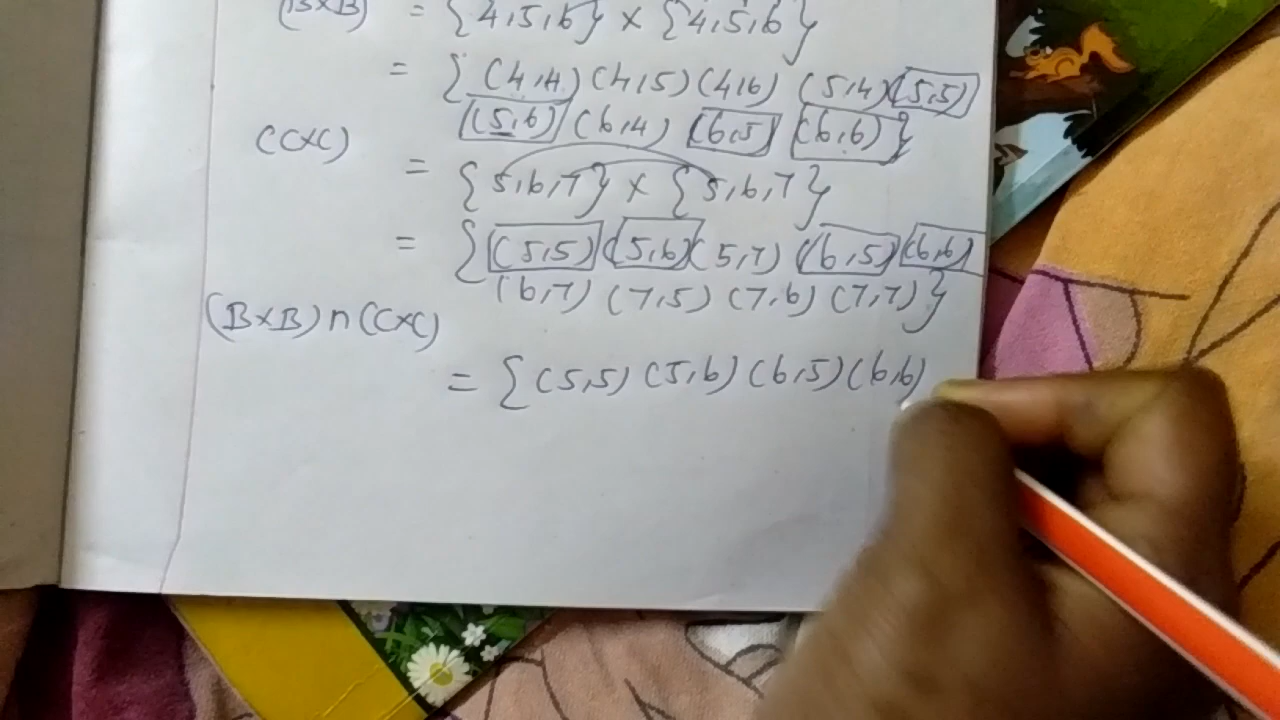 (B×B) = {4,5,6} × {4,5,6}
= { (4,4) (4,5) (4,6) (5,4) (5,5)
(5,6) (6,4) (6,5) (6,6) }
(C×C) = {5,6,7} × {5,6,7}
= { (5,5) (5,6) (5,7) (6,5) (6,6)
(6,7) (7,5) (7,6) (7,7) }
(B×B) ∩ (C×C)
= { (5,5) (5,6) (6,5) (6,6)